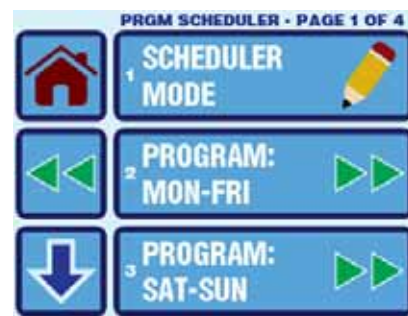 PRGM SCHEDULER - PAGE 1 OF 4
1 SCHEDULER
MODE
2 PROGRAM:
MON-FRI
3 PROGRAM:
SAT-SUN